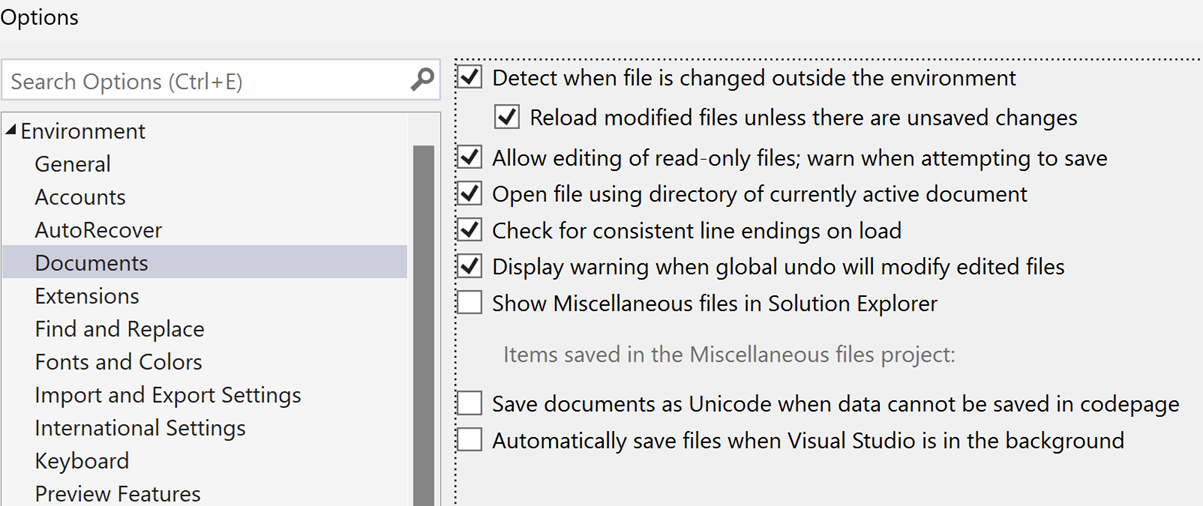 Options
Search Options (Ctrl+E)
Environment
General
Accounts
AutoRecover
Documents
Extensions
Find and Replace
Fonts and Colors
Import and Export Settings
International Settings
Keyboard
Preview Features
Detect when file is changed outside the environment
Reload modified files unless there are unsaved changes
Allow editing of read-only files; warn when attempting to save
Open file using directory of currently active document
Check for consistent line endings on load
Display warning when global undo will modify edited files
Show Miscellaneous files in Solution Explorer
Items saved in the Miscellaneous files project:
Save documents as Unicode when data cannot be saved in codepage
Automatically save files when Visual Studio is in the background